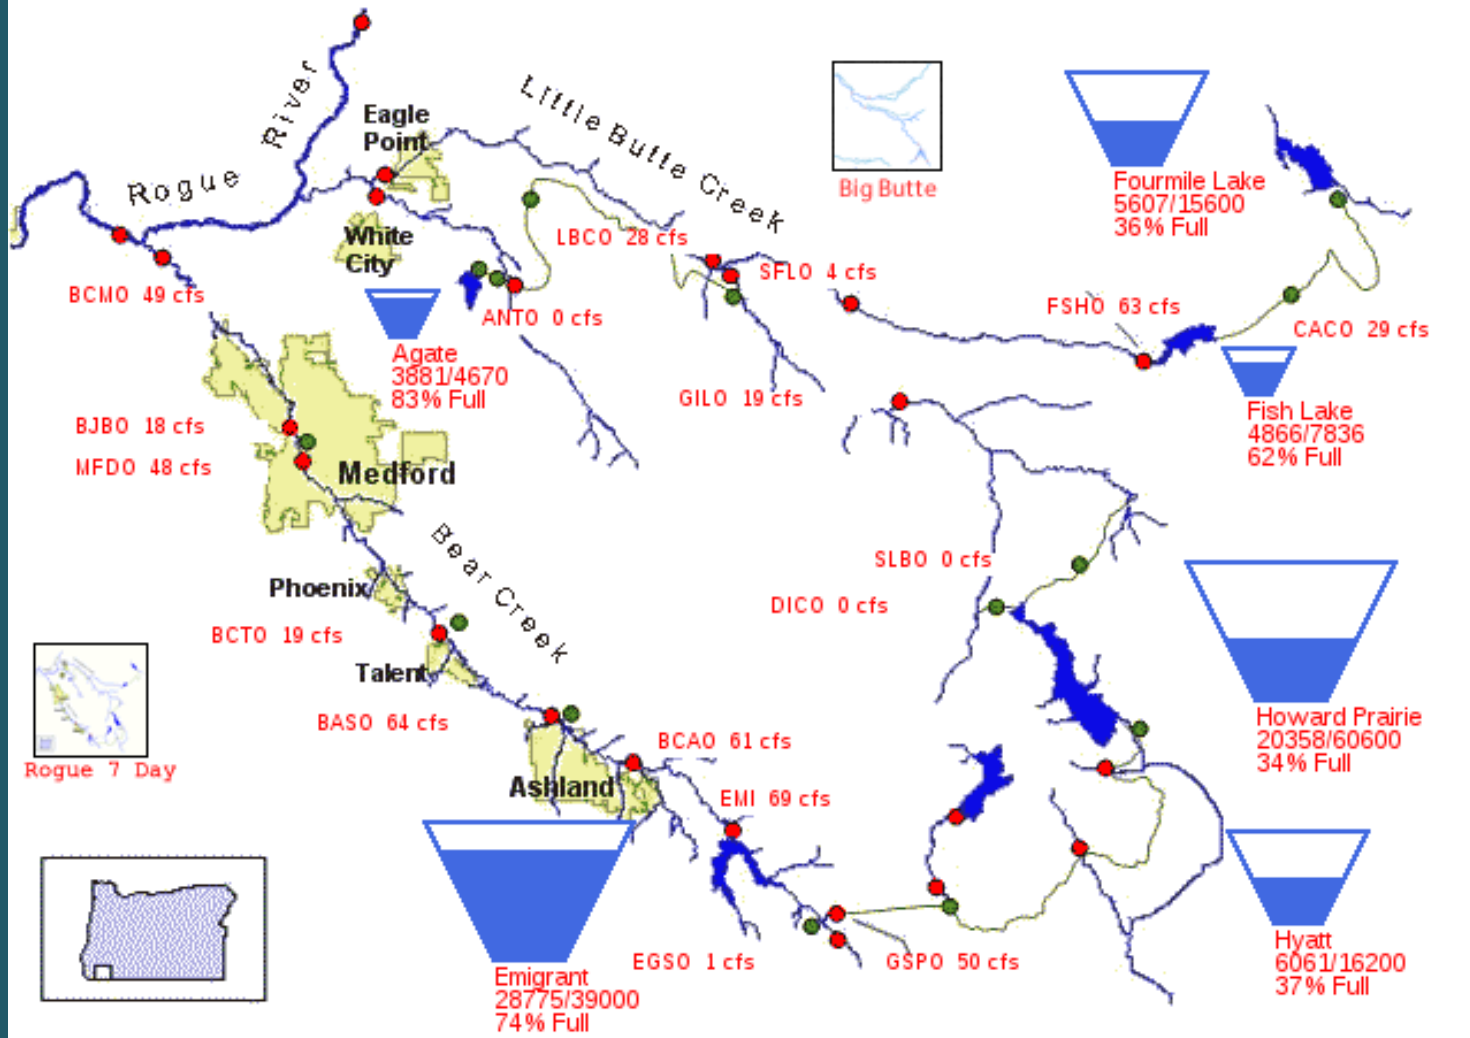 Rogue River
Eagle
Point
Little Butte Creek
Big Butte
Fourmile Lake
5607/15600
36% Full
White
City
LBCO 28 cfs
SFLO 4 cfs
BCMO 49 cfs
ANTO 0 cfs
FSHO 63 cfs
CACO 29 cfs
Agate
3881/4670
83% Full
GILO 19 cfs
Fish Lake
4866/7836
62% Full
BJBO 18 cfs
MFDO 48 cfs
Medford
Bear Creek
SLBO 0 cfs
DICO 0 cfs
Phoenix
BCTO 19 cfs
Talent
Howard Prairie
20358/60600
34% Full
BASO 64 cfs
BCAO 61 cfs
Rogue 7 Day
Ashland
EMI 69 cfs
EGSO 1 cfs
GSPO 50 cfs
Hyatt
6061/16200
37% Full
Emigrant
28775/39000
74% Full